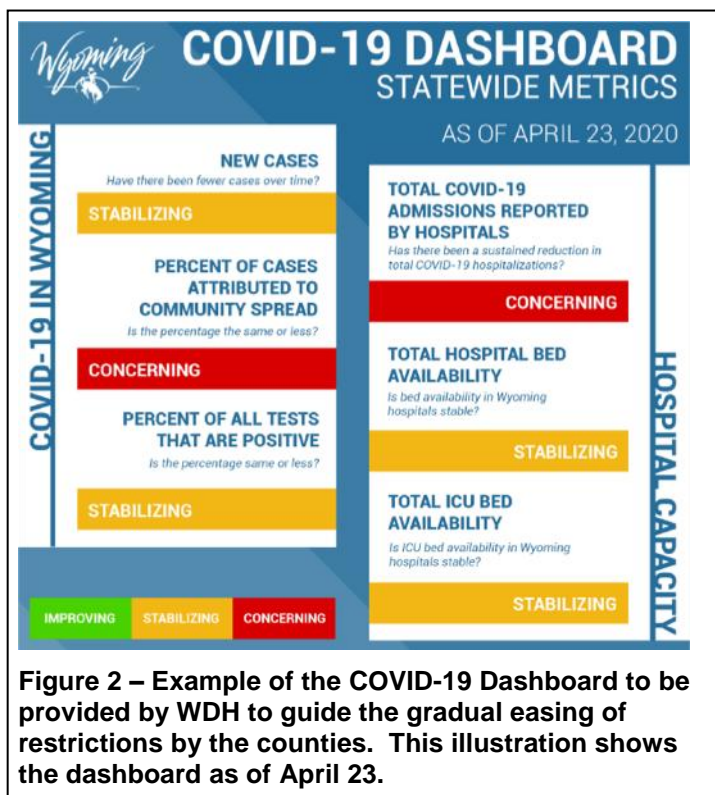 Wyoming
COVID-19 DASHBOARD
STATEWIDE METRICS
AS OF APRIL 23, 2020
COVID-19 IN WYOMING
NEW CASES
Have there been fewer cases over time?
STABILIZING
PERCENT OF CASES
ATTRIBUTED TO
COMMUNITY SPREAD
Is the percentage the same or less?
CONCERNING
PERCENT OF ALL TESTS
THAT ARE POSITIVE
Is the percentage same or less?
STABILIZING
IMPROVING STABILIZING CONCERNING
TOTAL COVID-19
ADMISSIONS REPORTED
BY HOSPITALS
Has there been a sustained reduction in
total COVID-19 hospitalizations?
CONCERNING
TOTAL HOSPITAL BED
AVAILABILITY
Is bed availability in Wyoming
hospitals stable?
STABILIZING
TOTAL ICU BED
AVAILABILITY
Is ICU bed availability in Wyoming
hospitals stable?
STABILIZING
HOSPITAL CAPACITY
Figure 2 – Example of the COVID-19 Dashboard to be
provided by WDH to guide the gradual easing of
restrictions by the counties.  This illustration shows
the dashboard as of April 23.